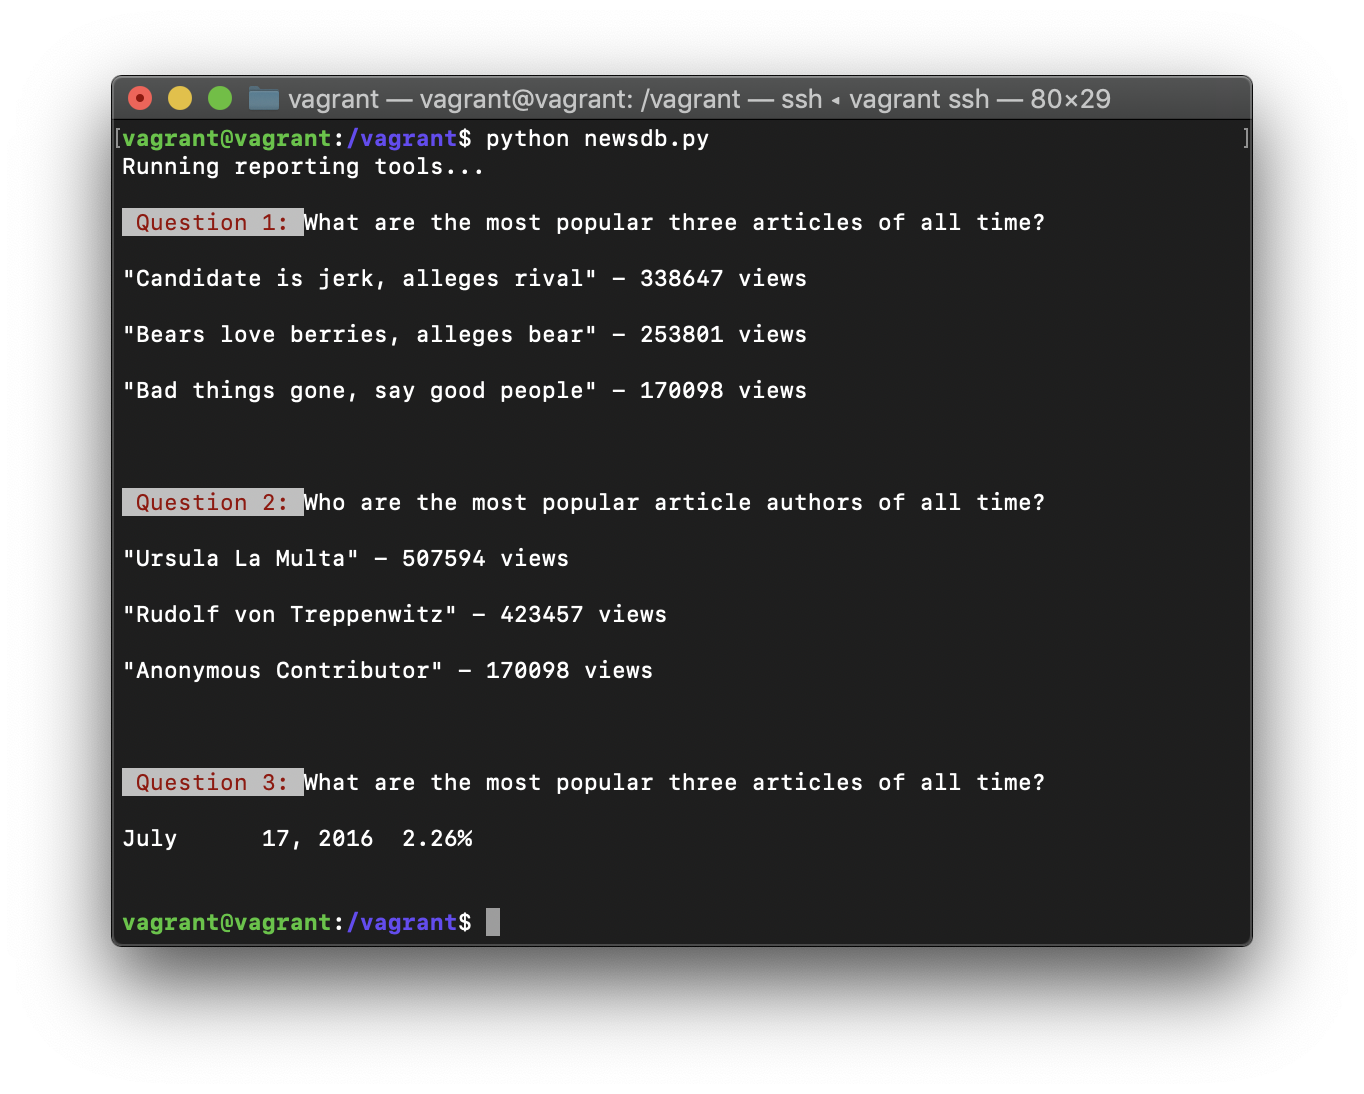 vagrant — vagrant@vagrant: /vagrant — ssh ◂ vagrant ssh — 80×29
[vagrant@vagrant:/vagrant$ python newsdb.py ]
Running reporting tools...
Question 1: What are the most popular three articles of all time?
"Candidate is jerk, alleges rival" — 338647 views
"Bears love berries, alleges bear" — 253801 views
"Bad things gone, say good people" — 170098 views
Question 2: Who are the most popular article authors of all time?
"Ursula La Multa" — 507594 views
"Rudolf von Treppenwitz" — 423457 views
"Anonymous Contributor" — 170098 views
Question 3: What are the most popular three articles of all time?
July      17, 2016  2.26%
vagrant@vagrant:/vagrant$